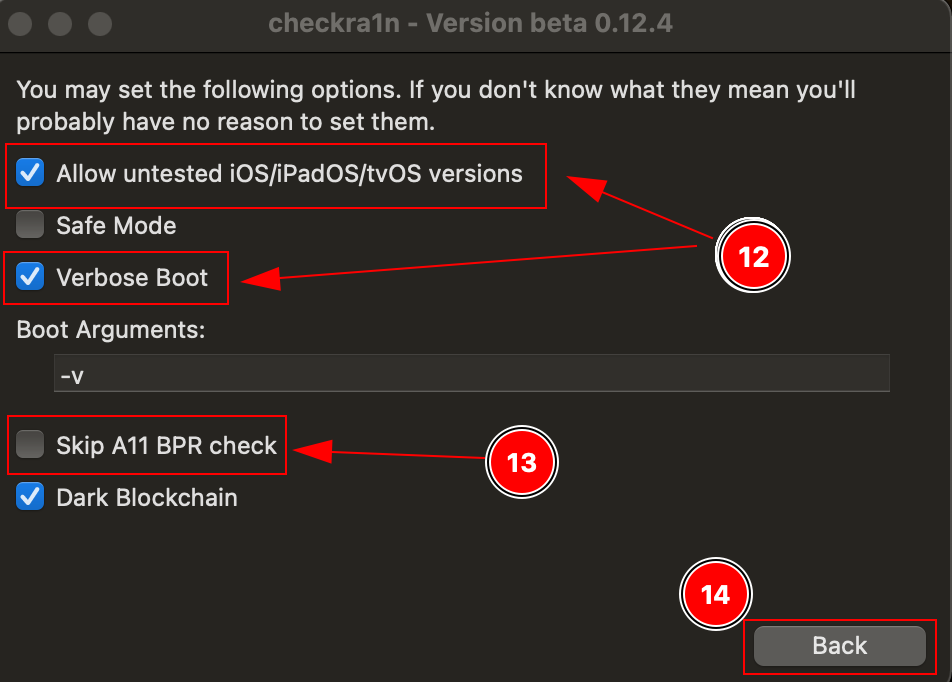 checkra1n - Version beta 0.12.4
You may set the following options. If you don't know what they mean you'll
probably have no reason to set them.
Allow untested iOS/iPadOS/tvOS versions
Safe Mode
12
Verbose Boot
Boot Arguments:
-v
Skip A11 BPR check
13
Dark Blockchain
14
Back